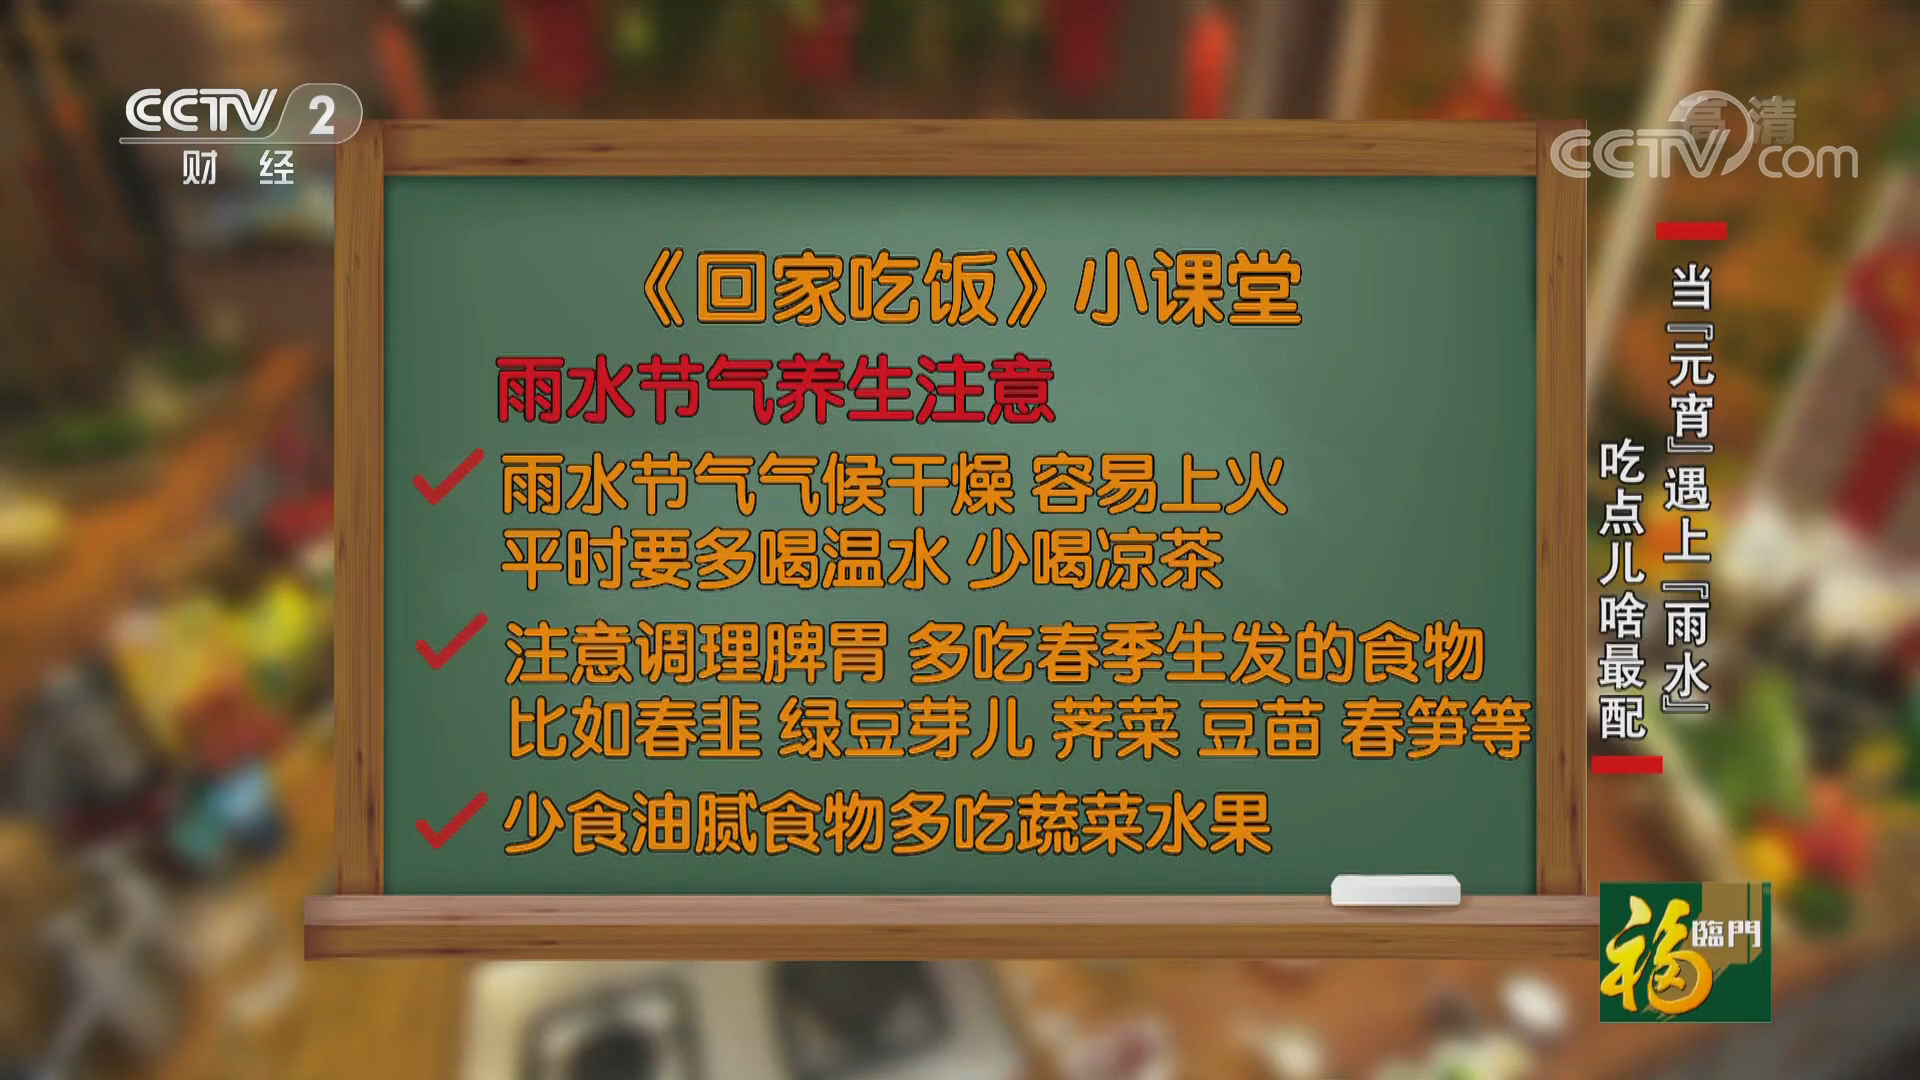 CCTV 2
财 经
高清
CCTV.com
《回家吃饭》小课堂
雨水节气养生注意
雨水节气气候干燥 容易上火
平时要多喝温水 少喝凉茶
注意调理脾胃 多吃春季生发的食物
比如春韭 绿豆芽儿 荠菜 豆苗 春笋等
少食油腻食物多吃蔬菜水果
当『元宵』遇上『雨水』
吃点儿啥最配
福臨門